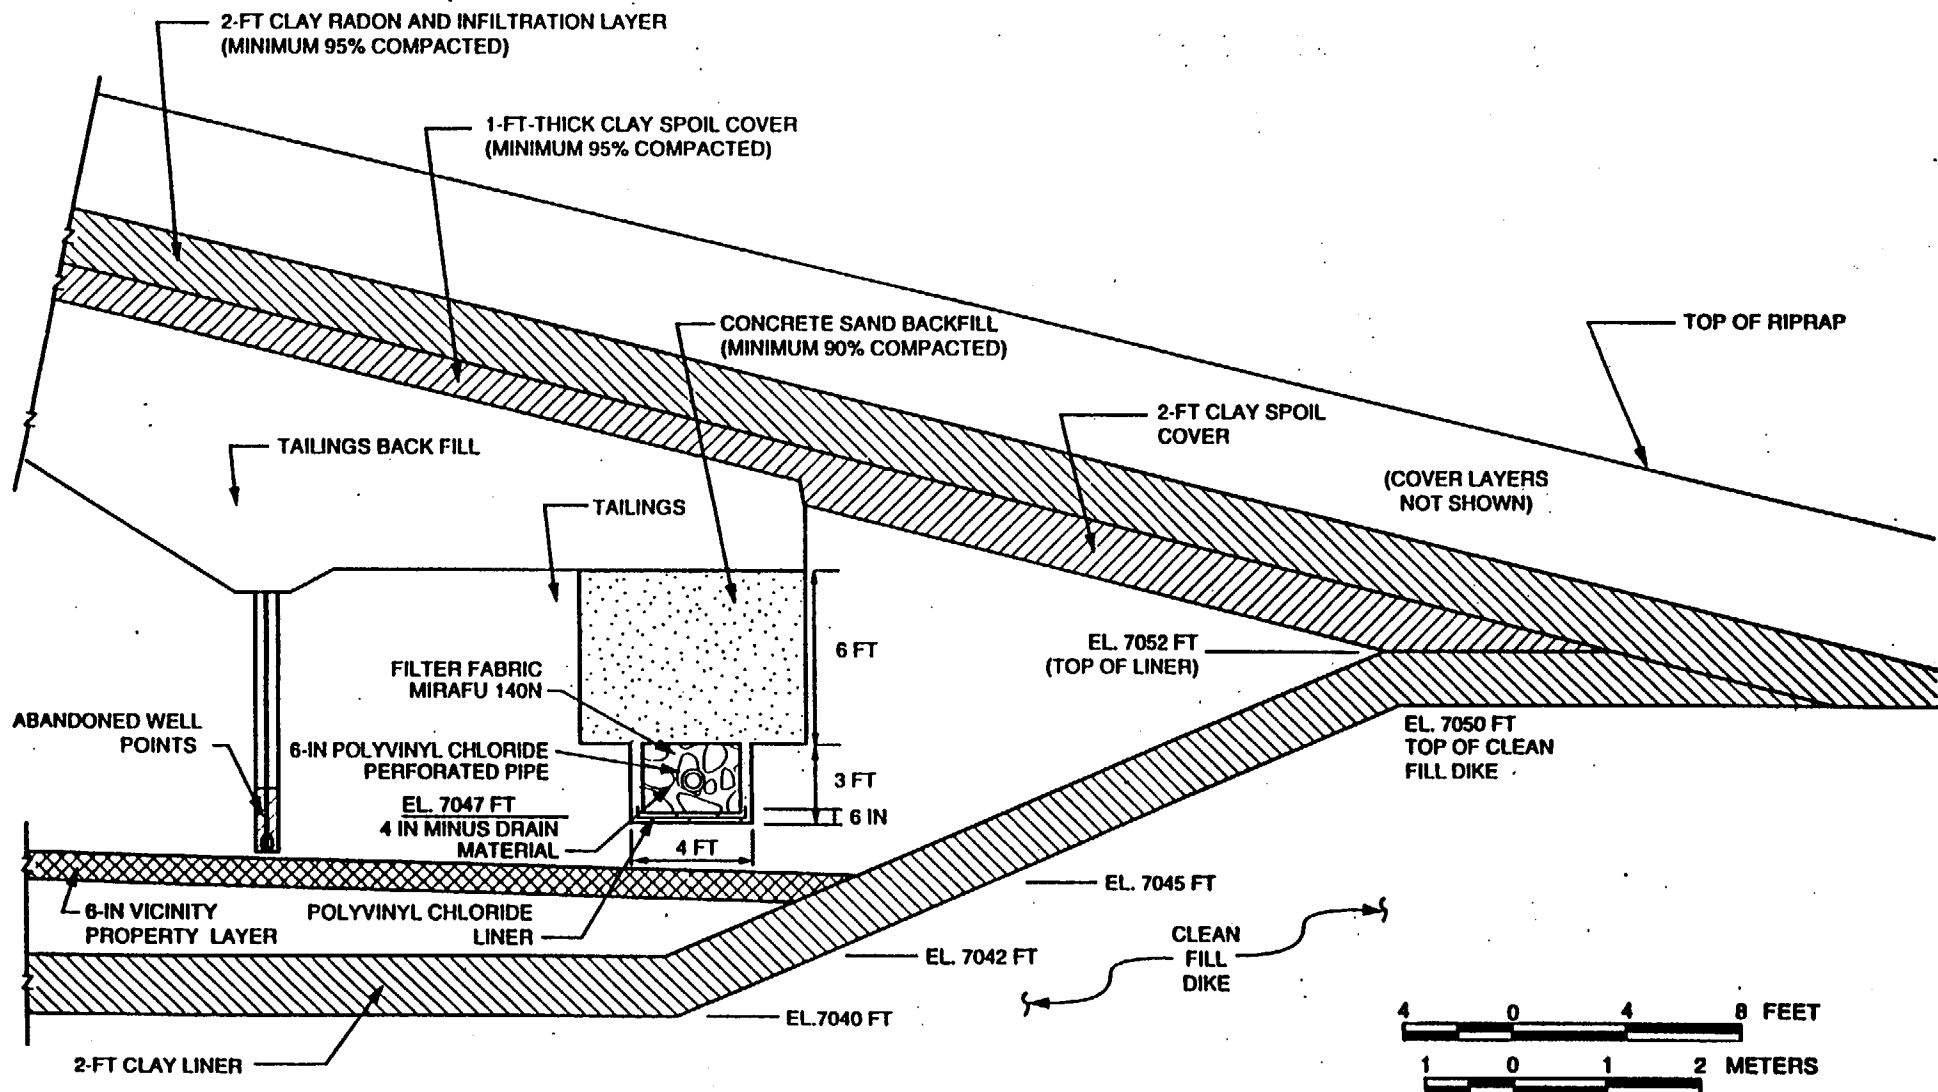 2-FT CLAY RADON AND INFILTRATION LAYER
(MINIMUM 95% COMPACTED)
1-FT-THICK CLAY SPOIL COVER
(MINIMUM 95% COMPACTED)
CONCRETE SAND BACKFILL
(MINIMUM 90% COMPACTED)
TOP OF RIPRAP
2-FT CLAY SPOIL
COVER
(COVER LAYERS
NOT SHOWN)
TAILINGS BACK FILL
TAILINGS
6 FT
EL. 7052 FT
(TOP OF LINER)
FILTER FABRIC
MIRAFU 140N
ABANDONED WELL
POINTS
6-IN POLYVINYL CHLORIDE
PERFORATED PIPE
3 FT
EL. 7050 FT
TOP OF CLEAN
FILL DIKE
EL. 7047 FT
4 IN MINUS DRAIN
MATERIAL
6 IN
4 FT
EL. 7045 FT
6-IN VICINITY
PROPERTY LAYER
POLYVINYL CHLORIDE
LINER
CLEAN
FILL
DIKE
EL. 7042 FT
EL.7040 FT
2-FT CLAY LINER
4 0 4 8 FEET
1 0 1 2 METERS